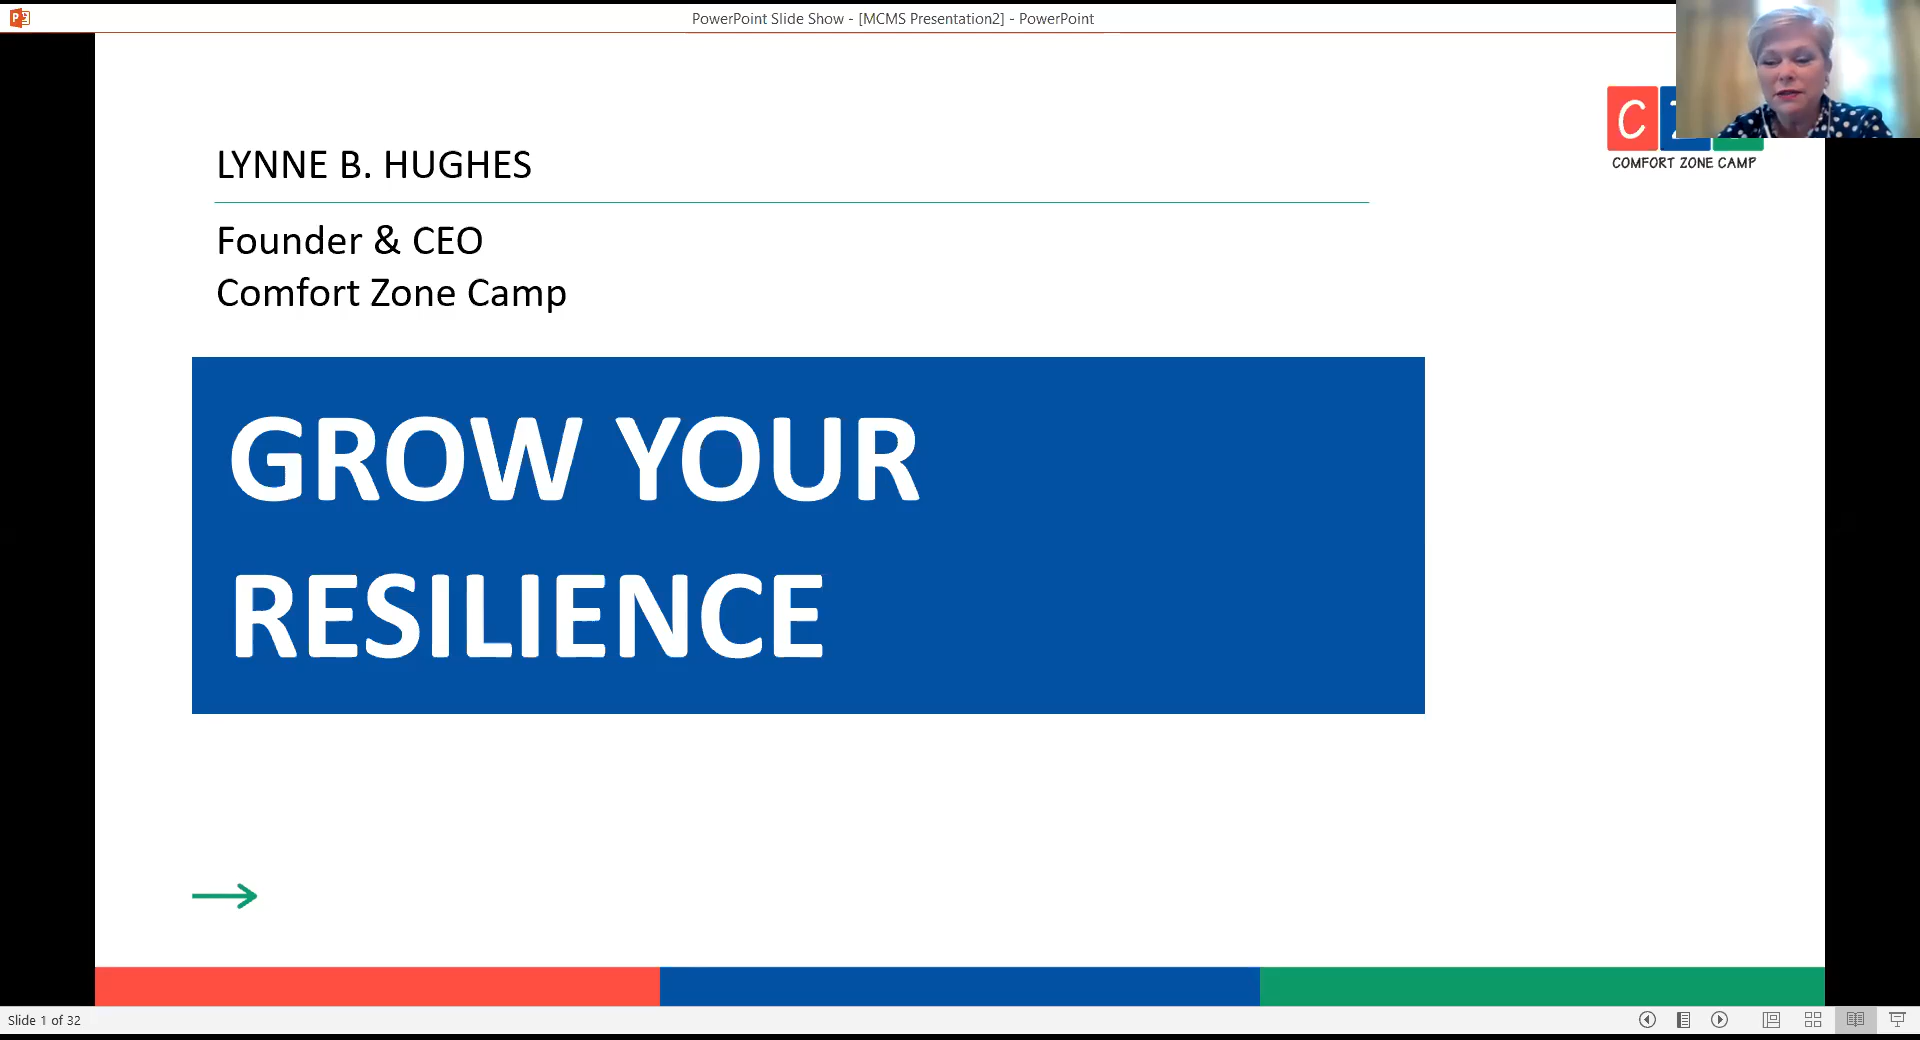 PowerPoint Slide Show - [MCMS Presentation2] - PowerPoint
C
COMFORT ZONE CAMP
LYNNE B. HUGHES
Founder & CEO
Comfort Zone Camp
GROW YOUR
RESILIENCE
Slide 1 of 32